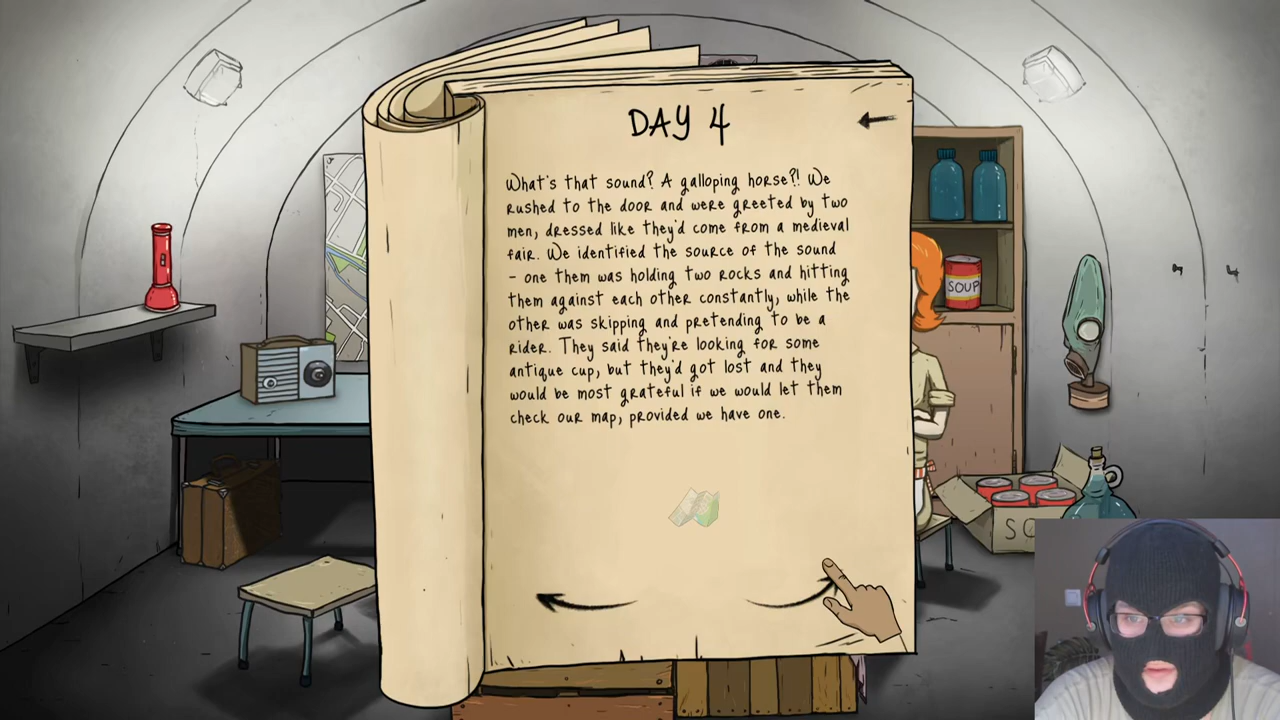 DAY 4
What's that sound? A galloping horse?! We
rushed to the door and were greeted by two
men, dressed like they'd come from a medieval
fair. We identified the source of the sound
- one them was holding two rocks and hitting
them against each other constantly, while the
other was skipping and pretending to be a
rider. They said they're looking for some
antique cup, but they'd got lost and they
would be most grateful if we would let them
check our map, provided we have one.
SOUP
SO